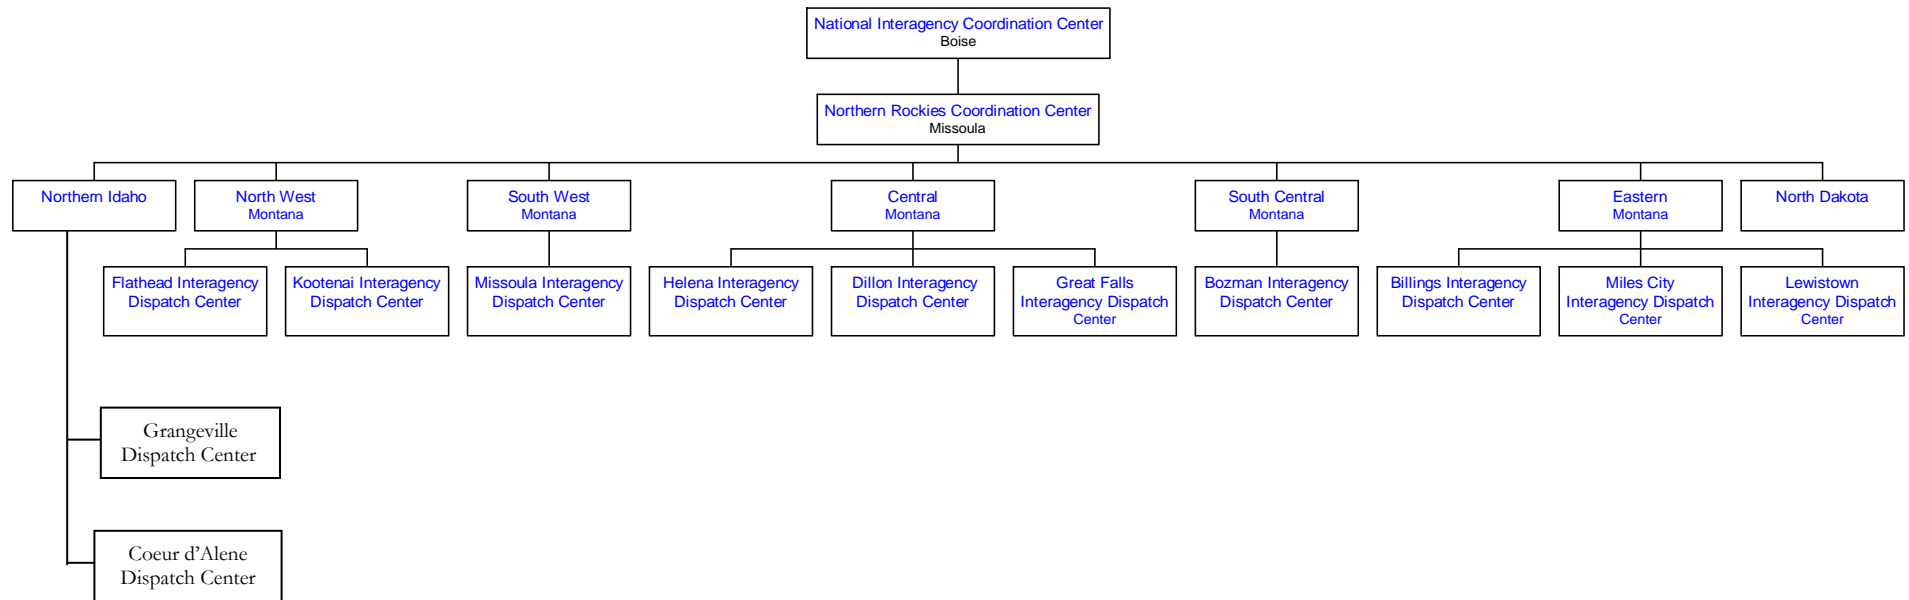 National Interagency Coordination Center
Boise
Northern Rockies Coordination Center
Missoula
Northern Idaho
North West
Montana
South West
Montana
Central
Montana
South Central
Montana
Eastern
Montana
North Dakota
Flathead Interagency
Dispatch Center
Kootenai Interagency
Dispatch Center
Missoula Interagency
Dispatch Center
Helena Interagency
Dispatch Center
Dillon Interagency
Dispatch Center
Great Falls
Interagency Dispatch
Center
Bozman Interagency
Dispatch Center
Billings Interagency
Dispatch Center
Miles City
Interagency Dispatch
Center
Lewistown
Interagency Dispatch
Center
Grangeville
Dispatch Center
Coeur d’Alene
Dispatch Center